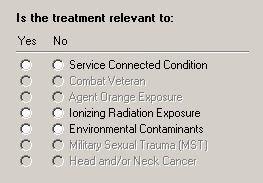 Is the treatment relevant to:
Yes No
Service Connected Condition
Combat Veteran
Agent Orange Exposure
Ionizing Radiation Exposure
Environmental Contaminants
Military Sexual Trauma (MST)
Head and/or Neck Cancer